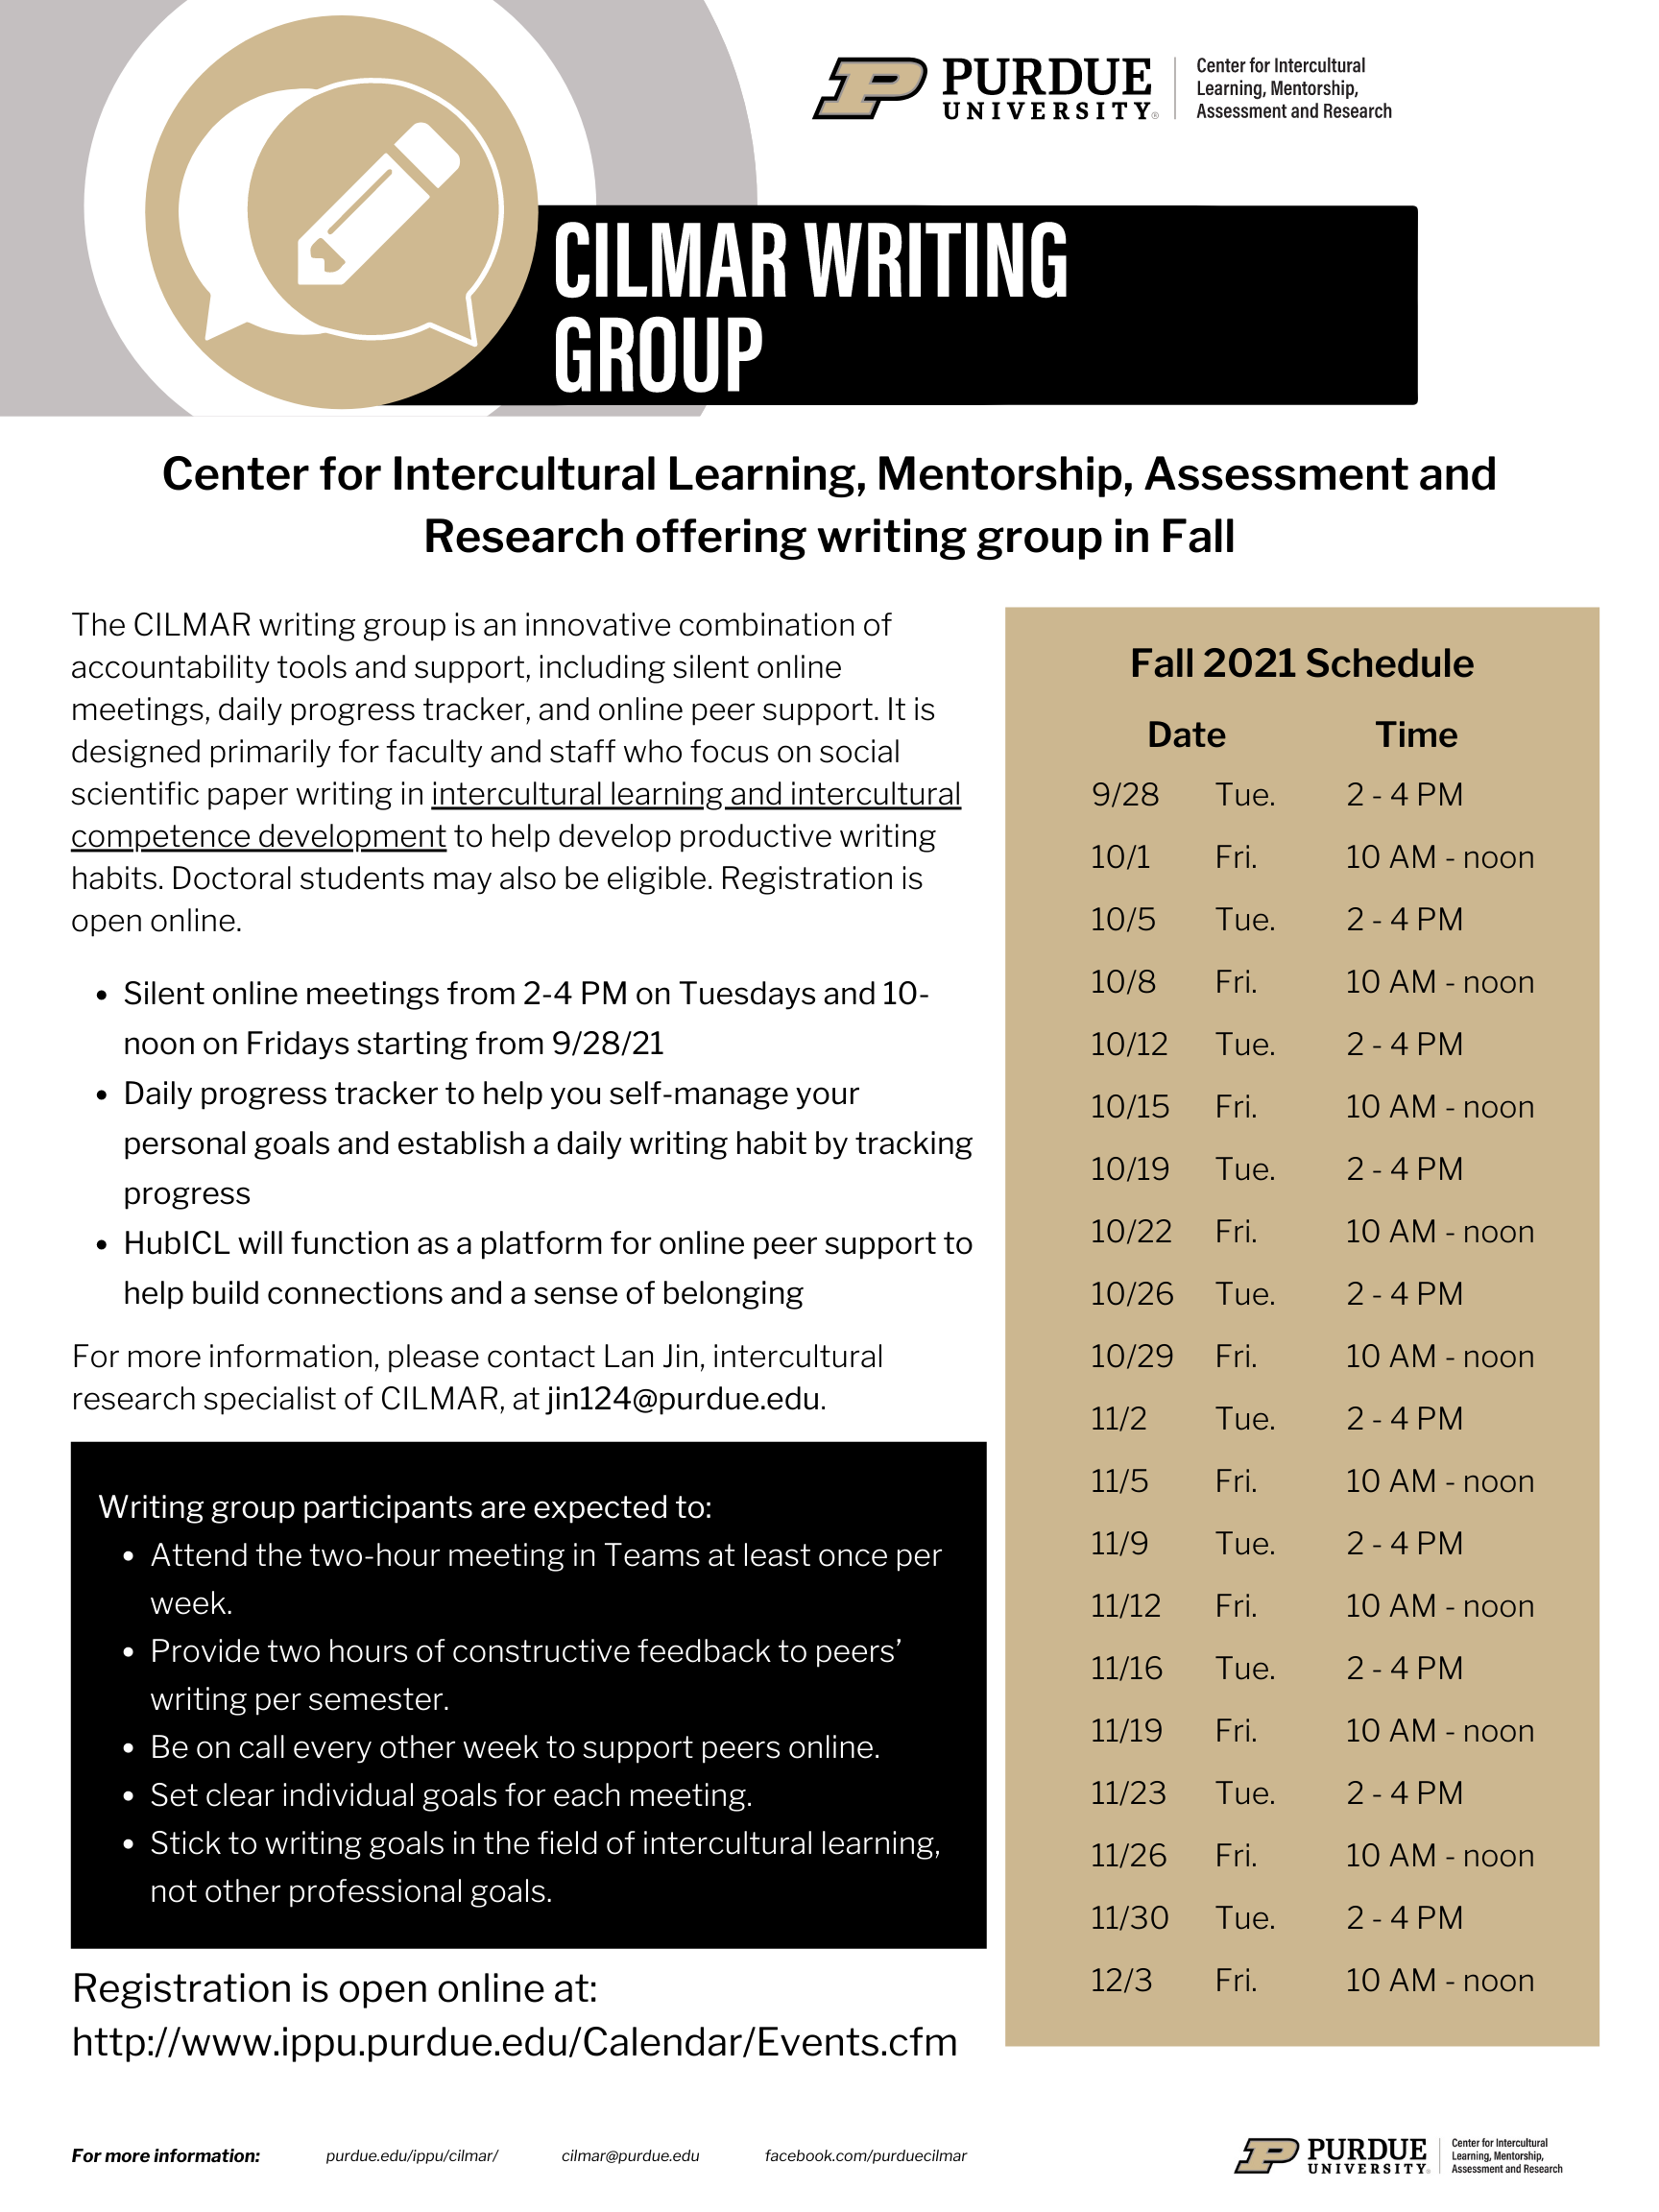 PURDUE
UNIVERSITY®
Center for Intercultural
Learning, Mentorship,
Assessment and Research
CILMAR WRITING
GROUP
Center for Intercultural Learning, Mentorship, Assessment and
Research offering writing group in Fall
The CILMAR writing group is an innovative combination of
accountability tools and support, including silent online
meetings, daily progress tracker, and online peer support. It is
designed primarily for faculty and staff who focus on social
scientific paper writing in intercultural learning and intercultural
competence development to help develop productive writing
habits. Doctoral students may also be eligible. Registration is
open online.
• Silent online meetings from 2-4 PM on Tuesdays and 10-
noon on Fridays starting from 9/28/21
• Daily progress tracker to help you self-manage your
personal goals and establish a daily writing habit by tracking
progress
• HubICL will function as a platform for online peer support to
help build connections and a sense of belonging
For more information, please contact Lan Jin, intercultural
research specialist of CILMAR, at jin124@purdue.edu.
Writing group participants are expected to:
• Attend the two-hour meeting in Teams at least once per
week.
• Provide two hours of constructive feedback to peers’
writing per semester.
• Be on call every other week to support peers online.
• Set clear individual goals for each meeting.
• Stick to writing goals in the field of intercultural learning,
not other professional goals.
Registration is open online at:
http://www.ippu.purdue.edu/Calendar/Events.cfm
Fall 2021 Schedule
Date Time
9/28 Tue. 2 - 4 PM
10/1 Fri. 10 AM - noon
10/5 Tue. 2 - 4 PM
10/8 Fri. 10 AM - noon
10/12 Tue. 2 - 4 PM
10/15 Fri. 10 AM - noon
10/19 Tue. 2 - 4 PM
10/22 Fri. 10 AM - noon
10/26 Tue. 2 - 4 PM
10/29 Fri. 10 AM - noon
11/2 Tue. 2 - 4 PM
11/5 Fri. 10 AM - noon
11/9 Tue. 2 - 4 PM
11/12 Fri. 10 AM - noon
11/16 Tue. 2 - 4 PM
11/19 Fri. 10 AM - noon
11/23 Tue. 2 - 4 PM
11/26 Fri. 10 AM - noon
11/30 Tue. 2 - 4 PM
12/3 Fri. 10 AM - noon
For more information: purdue.edu/ippu/cilmar/ cilmar@purdue.edu facebook.com/purduecilmar
PURDUE
UNIVERSITY®
Center for Intercultural
Learning, Mentorship,
Assessment and Research